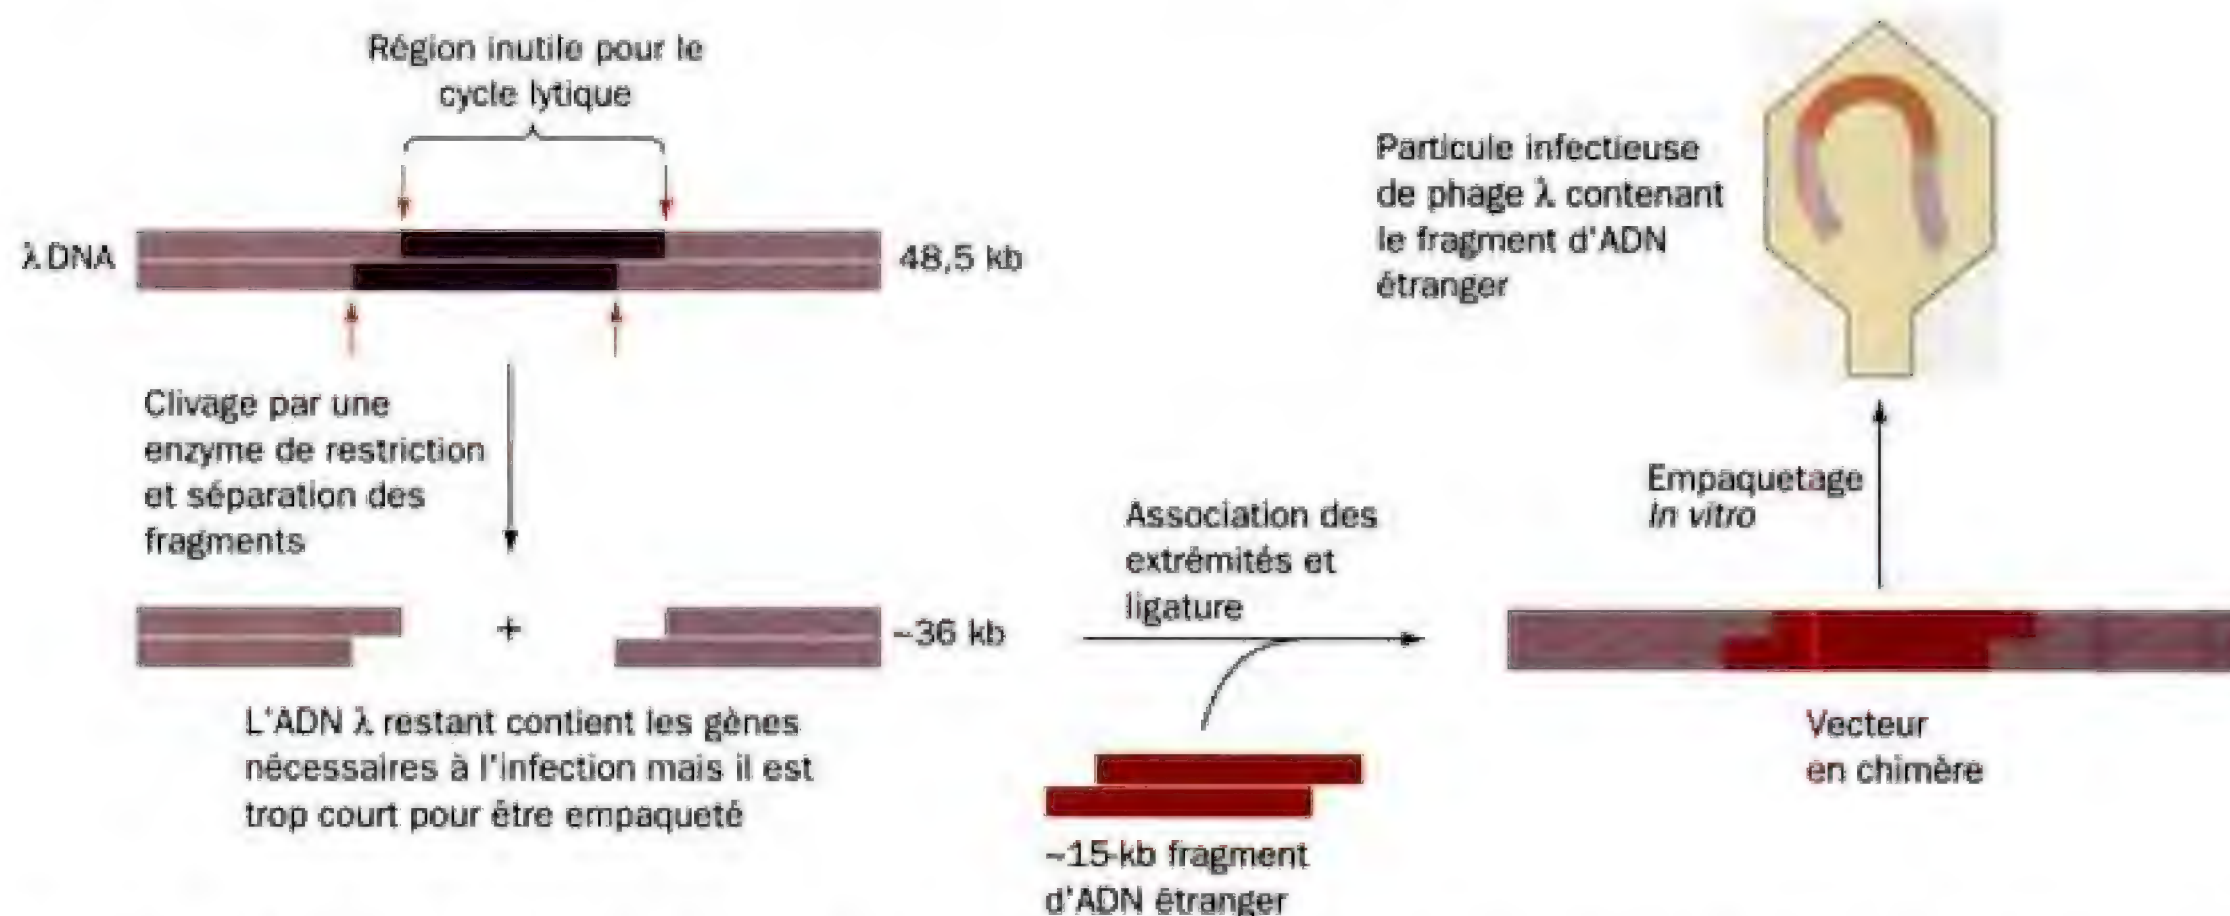 Région inutile pour le
cycle lytique
λ DNA
48,5 kb
Clivage par une
enzyme de restriction
et séparation des
fragments
+
~36 kb
L'ADN λ restant contient les gènes
nécessaires à l'infection mais il est
trop court pour être empaqueté
Association des
extrémités et
ligature
~15-kb fragment
d'ADN étranger
Vecteur
en chimère
Empaquetage
in vitro
Particule infectieuse
de phage λ contenant
le fragment d'ADN
étranger